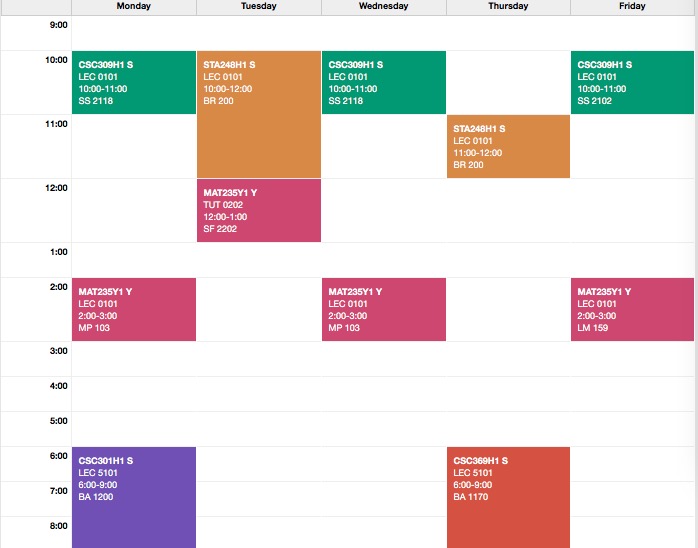 Monday Tuesday Wednesday Thursday Friday
9:00
10:00
CSC309H1 S
LEC 0101
10:00-11:00
SS 2118
STA248H1 S
LEC 0101
10:00-12:00
BR 200
CSC309H1 S
LEC 0101
10:00-11:00
SS 2118
CSC309H1 S
LEC 0101
10:00-11:00
SS 2102
11:00
STA248H1 S
LEC 0101
11:00-12:00
BR 200
12:00
MAT235Y1 Y
TUT 0202
12:00-1:00
SF 2202
1:00
2:00
MAT235Y1 Y
LEC 0101
2:00-3:00
MP 103
MAT235Y1 Y
LEC 0101
2:00-3:00
MP 103
MAT235Y1 Y
LEC 0101
2:00-3:00
LM 159
3:00
4:00
5:00
6:00
CSC301H1 S
LEC 5101
6:00-9:00
BA 1200
CSC369H1 S
LEC 5101
6:00-9:00
BA 1170
7:00
8:00